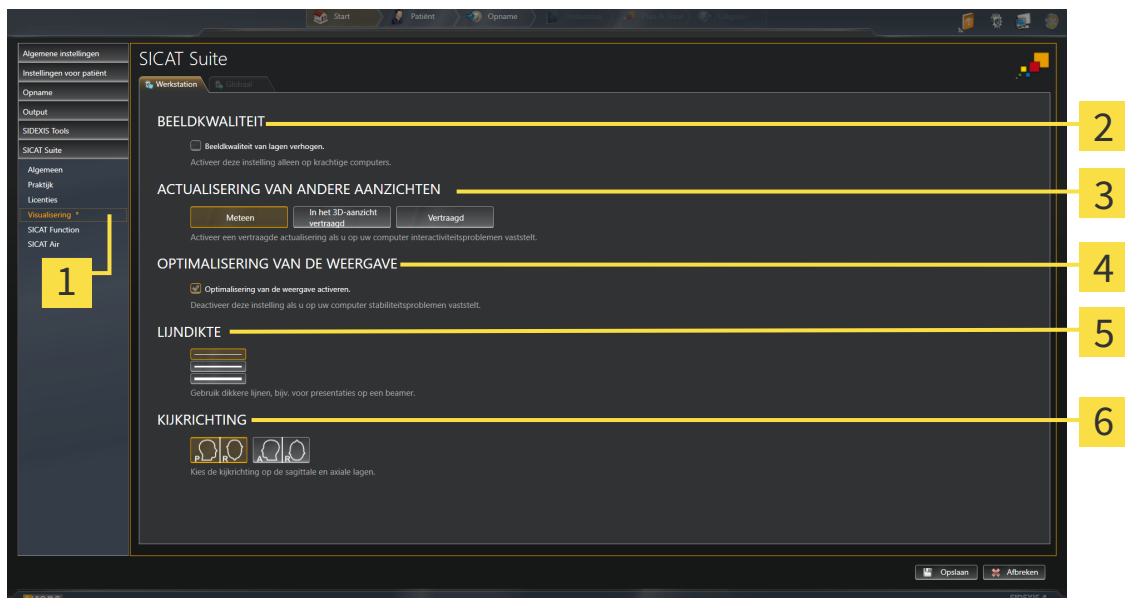 Start
Patiënt
Opname
Algemene instellingen
Instellingen voor patiënt
Opname
Output
SIDEXIS Tools
SICAT Suite
Algemeen
Praktijk
Licenties
Visualisering *
SICAT Function
SICAT Air
1
SICAT Suite
Werkstation
Globaal
BEELDKWALITEIT
2
Beeldkwaliteit van lagen verhogen.
Activeer deze instelling alleen op krachtige computers.
ACTUALISERING VAN ANDERE AANZICHTEN
3
Meteen
In het 3D-aanzicht vertraagd
Vertraagd
Activeer een vertraagde actualisering als u op uw computer interactiviteitsproblemen vaststelt.
OPTIMALISERING VAN DE WEERGAVE
4
Optimalisering van de weergave activeren.
Deactiveer deze instelling als u op uw computer stabiliteitsproblemen vaststelt.
LIJNDIKTE
5
Gebruik dikkere lijnen, bijv. voor presentaties op een beamer.
KIJKRICHTING
6
P R
A R
Kies de kijkrichting op de sagittale en axiale lagen.
Opslaan
Afbreken